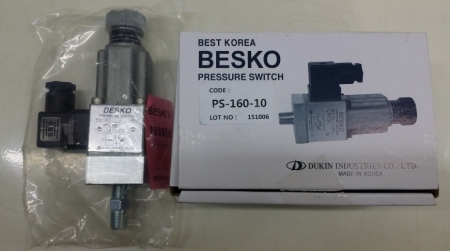 BESKO
PRESSURE SWITCH
BEST KOREA
BESKO
PRESSURE SWITCH
CODE :
PS-160-10
LOT NO : 151006
DUKIN INDUSTRIES CO., LTD.
MADE IN KOREA